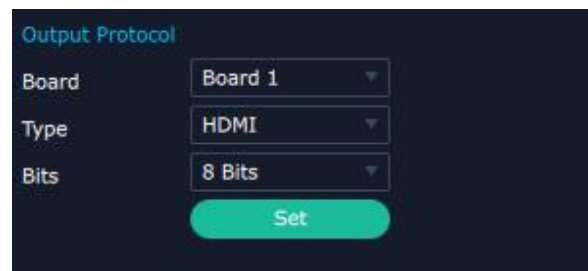 Output Protocol
Board Board 1
Type HDMI
Bits 8 Bits
Set